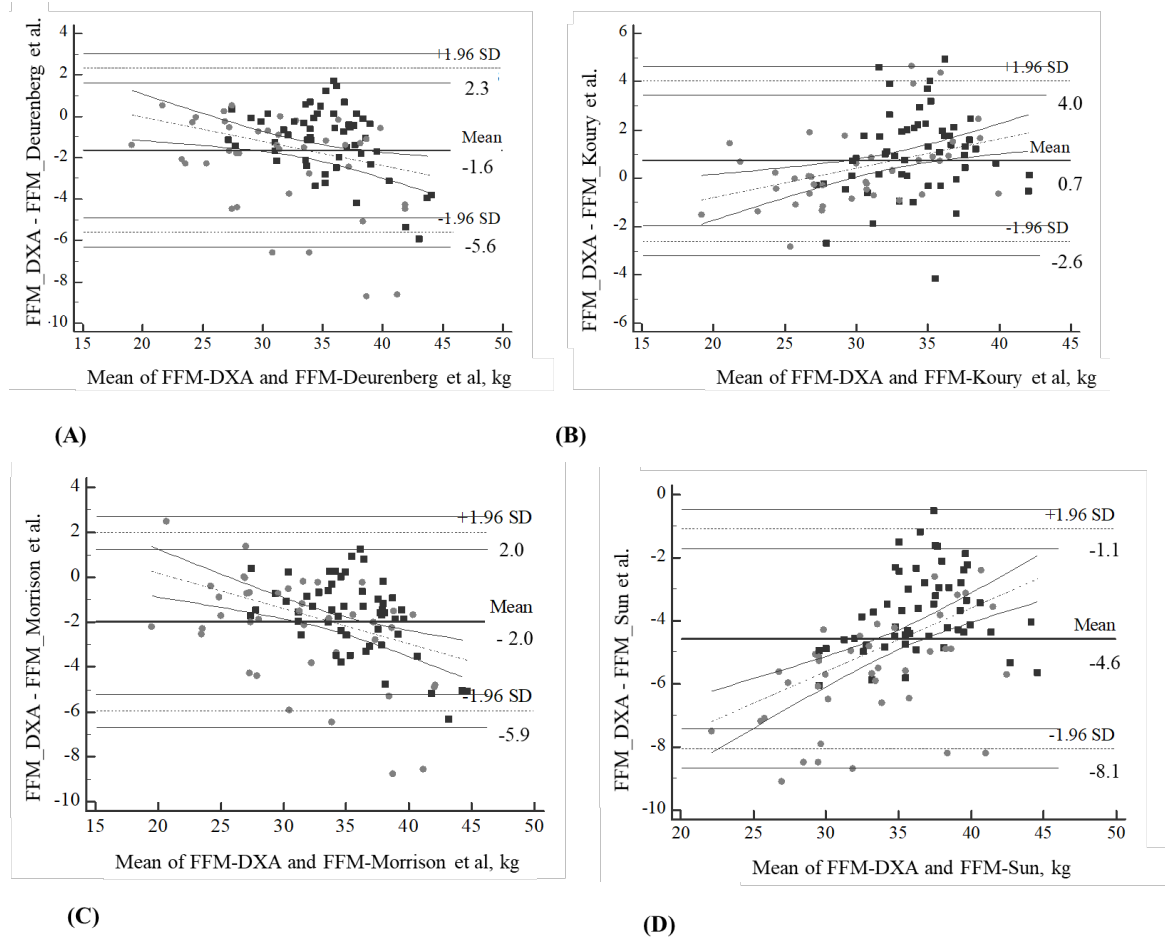 4
2
0
-2
-4
-6
-8
-10
FFM_DXA - FFM_Deurenberg et al.
+1.96 SD
2.3
Mean
-1.6
-1.96 SD
-5.6
15
20
25
30
35
40
45
50
Mean of FFM-DXA and FFM-Deurenberg et al, kg
(A)
6
4
2
0
-2
-4
-6
FFM_DXA - FFM_Koury et al.
+1.96 SD
4.0
Mean
0.7
-1.96 SD
-2.6
15
20
25
30
35
40
45
Mean of FFM-DXA and FFM-Koury et al, kg
(B)
4
2
0
-2
-4
-6
-8
-10
FFM_DXA - FFM_Morrison et al.
+1.96 SD
2.0
Mean
-2.0
-1.96 SD
-5.9
15
20
25
30
35
40
45
50
Mean of FFM-DXA and FFM-Morrison et al, kg
(C)
0
-2
-4
-6
-8
-10
FFM_DXA - FFM_Sun et al.
+1.96 SD
-1.1
Mean
-4.6
-1.96 SD
-8.1
20
25
30
35
40
45
50
Mean of FFM-DXA and FFM-Sun, kg
(D)